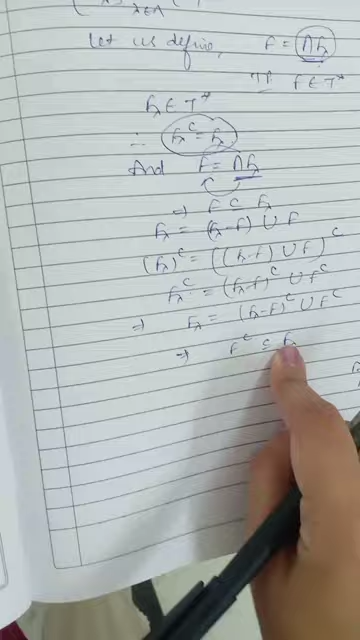 λ∈Λ
Let us define, F = ∩Fλ
TP F ∈ T*
Fλ ∈ T*
∴ Fλᶜ = Fλ
And F = ∩Fλ
⇒ F ⊆ Fλ
Fλ = (Fλ-F) ∪ F
(Fλ)ᶜ = ((Fλ-F) ∪ F)ᶜ
Fλᶜ = (Fλ-F)ᶜ ∪ Fᶜ
⇒ Fλ = (Fλ-F)ᶜ ∪ Fᶜ
⇒ Fᶜ ⊆ Fλ